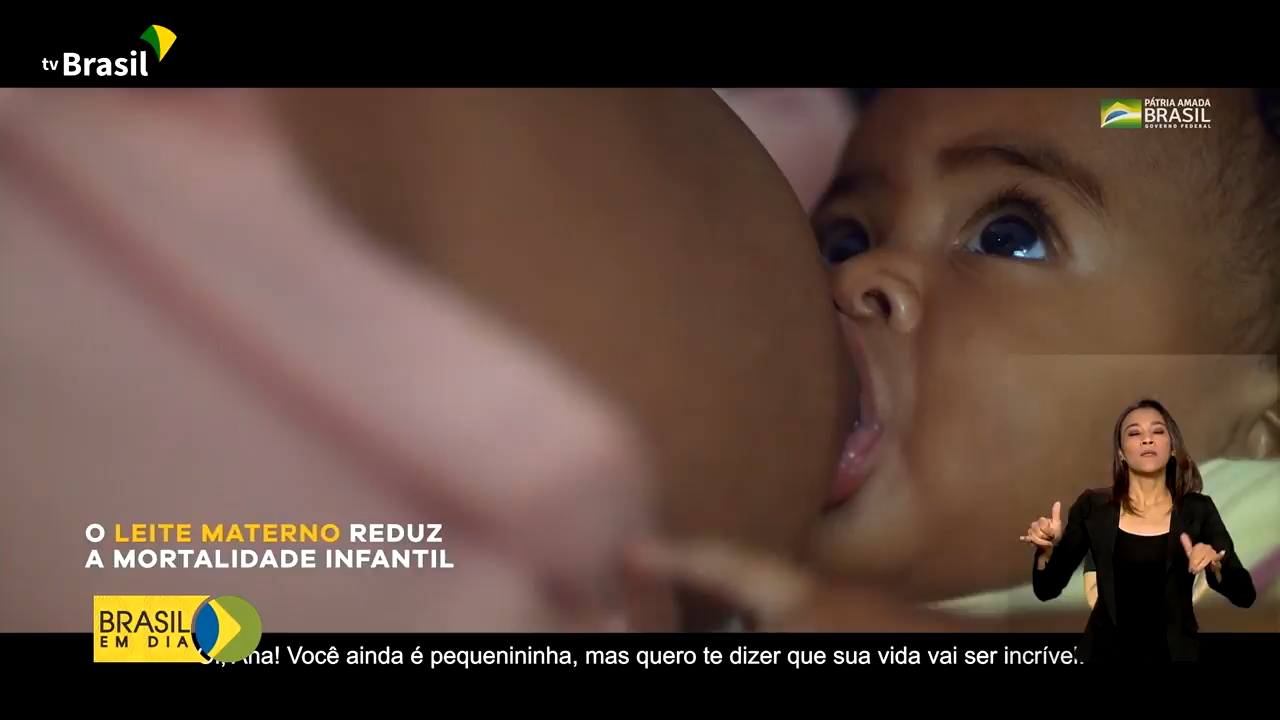 tv Brasil
PÁTRIA AMADA
BRASIL
GOVERNO FEDERAL
O LEITE MATERNO REDUZ
A MORTALIDADE INFANTIL
BRASIL
EM DIA
Oi, Ana! Você ainda é pequenininha, mas quero te dizer que sua vida vai ser incrível.